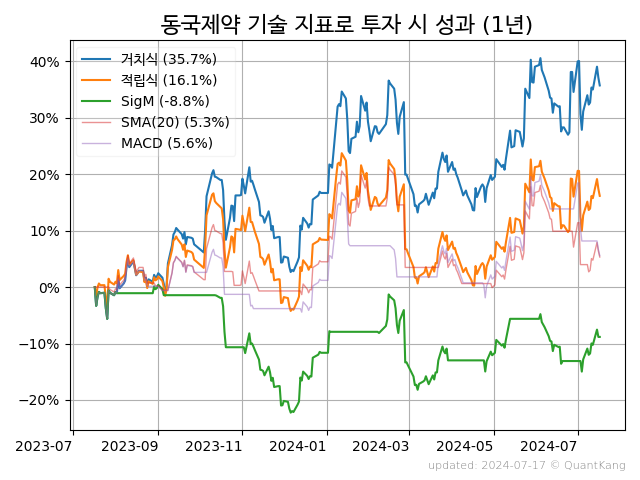 동국제약 기술 지표로 투자 시 성과 (1년)
거치식 (35.7%)
적립식 (16.1%)
SigM (-8.8%)
SMA(20) (5.3%)
MACD (5.6%)
40%
30%
20%
10%
0%
−10%
−20%
2023-07 2023-09 2023-11 2024-01 2024-03 2024-05 2024-07
updated: 2024-07-17 © QuantKang